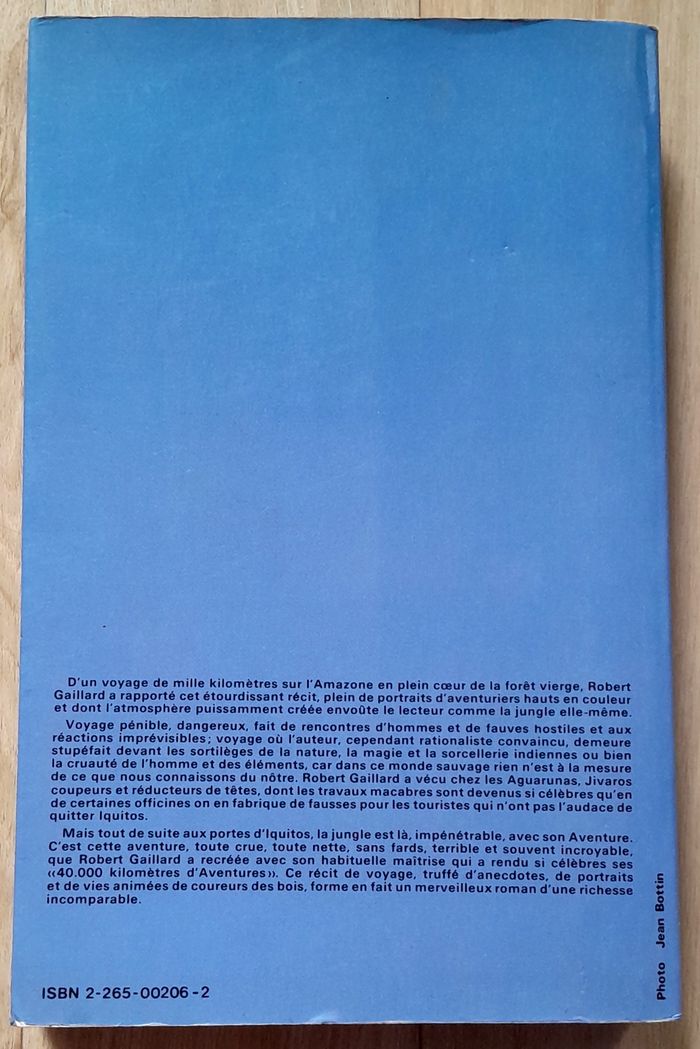 D'un voyage de mille kilomètres sur l'Amazone en plein cœur de la forêt vierge, Robert
Gaillard a rapporté cet étourdissant récit, plein de portraits d'aventuriers hauts en couleur
et dont l'atmosphère puissamment créée envoûte le lecteur comme la jungle elle-même.
Voyage pénible, dangereux, fait de rencontres d'hommes et de fauves hostiles et aux
réactions imprévisibles; voyage où l'auteur, cependant rationaliste convaincu, demeure
stupéfait devant les sortilèges de la nature, la magie et la sorcellerie indiennes ou bien
la cruauté de l'homme et des éléments, car dans ce monde sauvage rien n'est à la mesure
de ce que nous connaissons du nôtre. Robert Gaillard a vécu chez les Aguarunas, Jivaros
coupeurs et réducteurs de têtes, dont les travaux macabres sont devenus si célèbres qu'en
de certaines officines on en fabrique de fausses pour les touristes qui n'ont pas l'audace de
quitter Iquitos.
Mais tout de suite aux portes d'Iquitos, la jungle est là, impénétrable, avec son Aventure.
C'est cette aventure, toute crue, toute nette, sans fards, terrible et souvent incroyable,
que Robert Gaillard a recréée avec son habituelle maîtrise qui a rendu si célèbres ses
«40.000 kilomètres d'Aventures». Ce récit de voyage, truffé d'anecdotes, de portraits
et de vies animées de coureurs des bois, forme en fait un merveilleux roman d'une richesse
incomparable.
ISBN 2-265-00206-2
Photo Jean Bottin